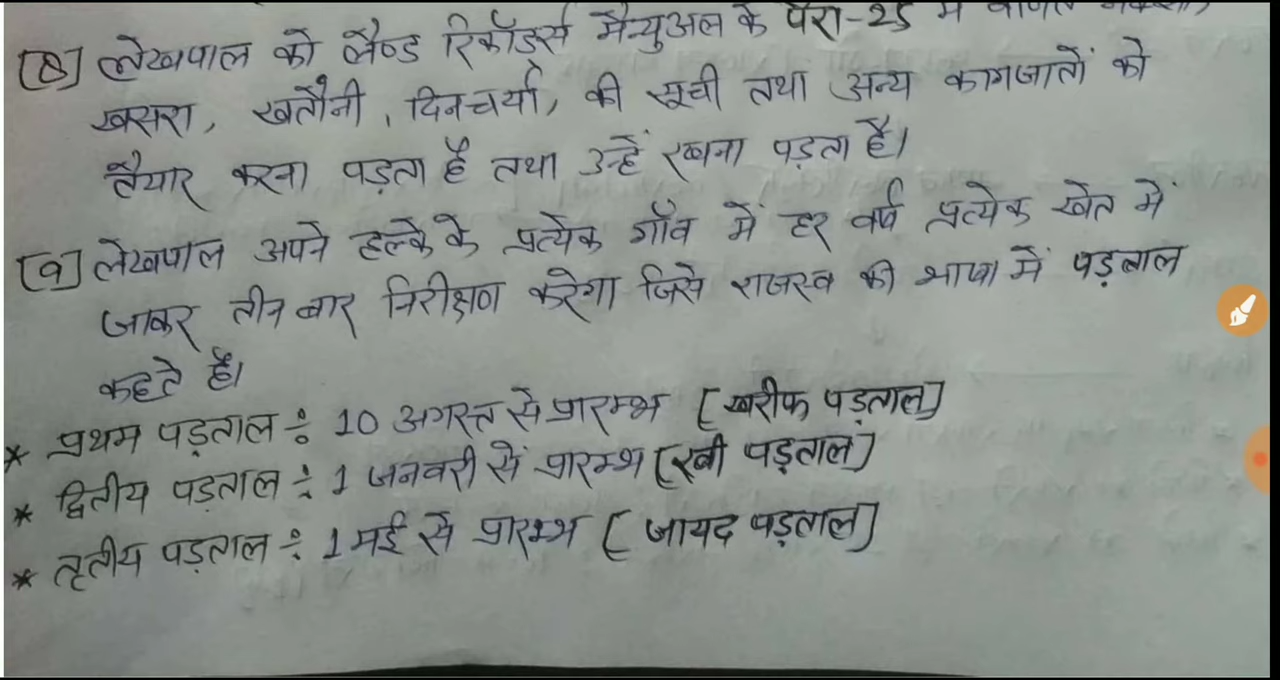 [8] लेखपाल को लैण्ड रिकॉर्ड्स मैन्युअल के पैरा-25 में
खसरा, खतौनी, दिनचर्या, की सूची तथा अन्य कागजातों को
तैयार करना पड़ता है तथा उन्हें रखना पड़ता है।
[9] लेखपाल अपने हल्के के प्रत्येक गाँव में हर वर्ष प्रत्येक खेत में
जाकर तीन बार निरीक्षण करेगा जिसे राजस्व की भाषा में पड़ताल
कहते है।
* प्रथम पड़ताल ÷ 10 अगस्त से प्रारम्भ [खरीफ पड़ताल]
* द्वितीय पड़ताल ÷ 1 जनवरी से प्रारम्भ [रबी पड़ताल]
* तृतीय पड़ताल ÷ 1 मई से प्रारम्भ [जायद पड़ताल]